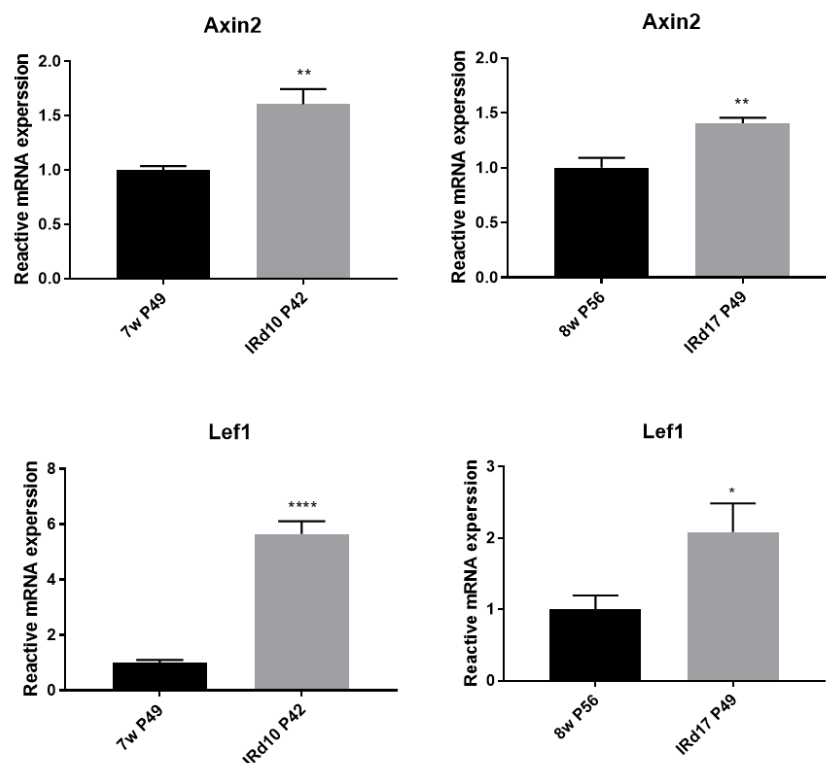 Axin2
Reactive mRNA experssion
2.0
1.5
1.0
0.5
0.0
**
7w P49
IRd10 P42
Axin2
Reactive mRNA experssion
2.0
1.5
1.0
0.5
0.0
**
8w P56
IRd17 P49
Lef1
Reactive mRNA experssion
8
6
4
2
0
****
7w P49
IRd10 P42
Lef1
Reactive mRNA experssion
3
2
1
0
*
8w P56
IRd17 P49